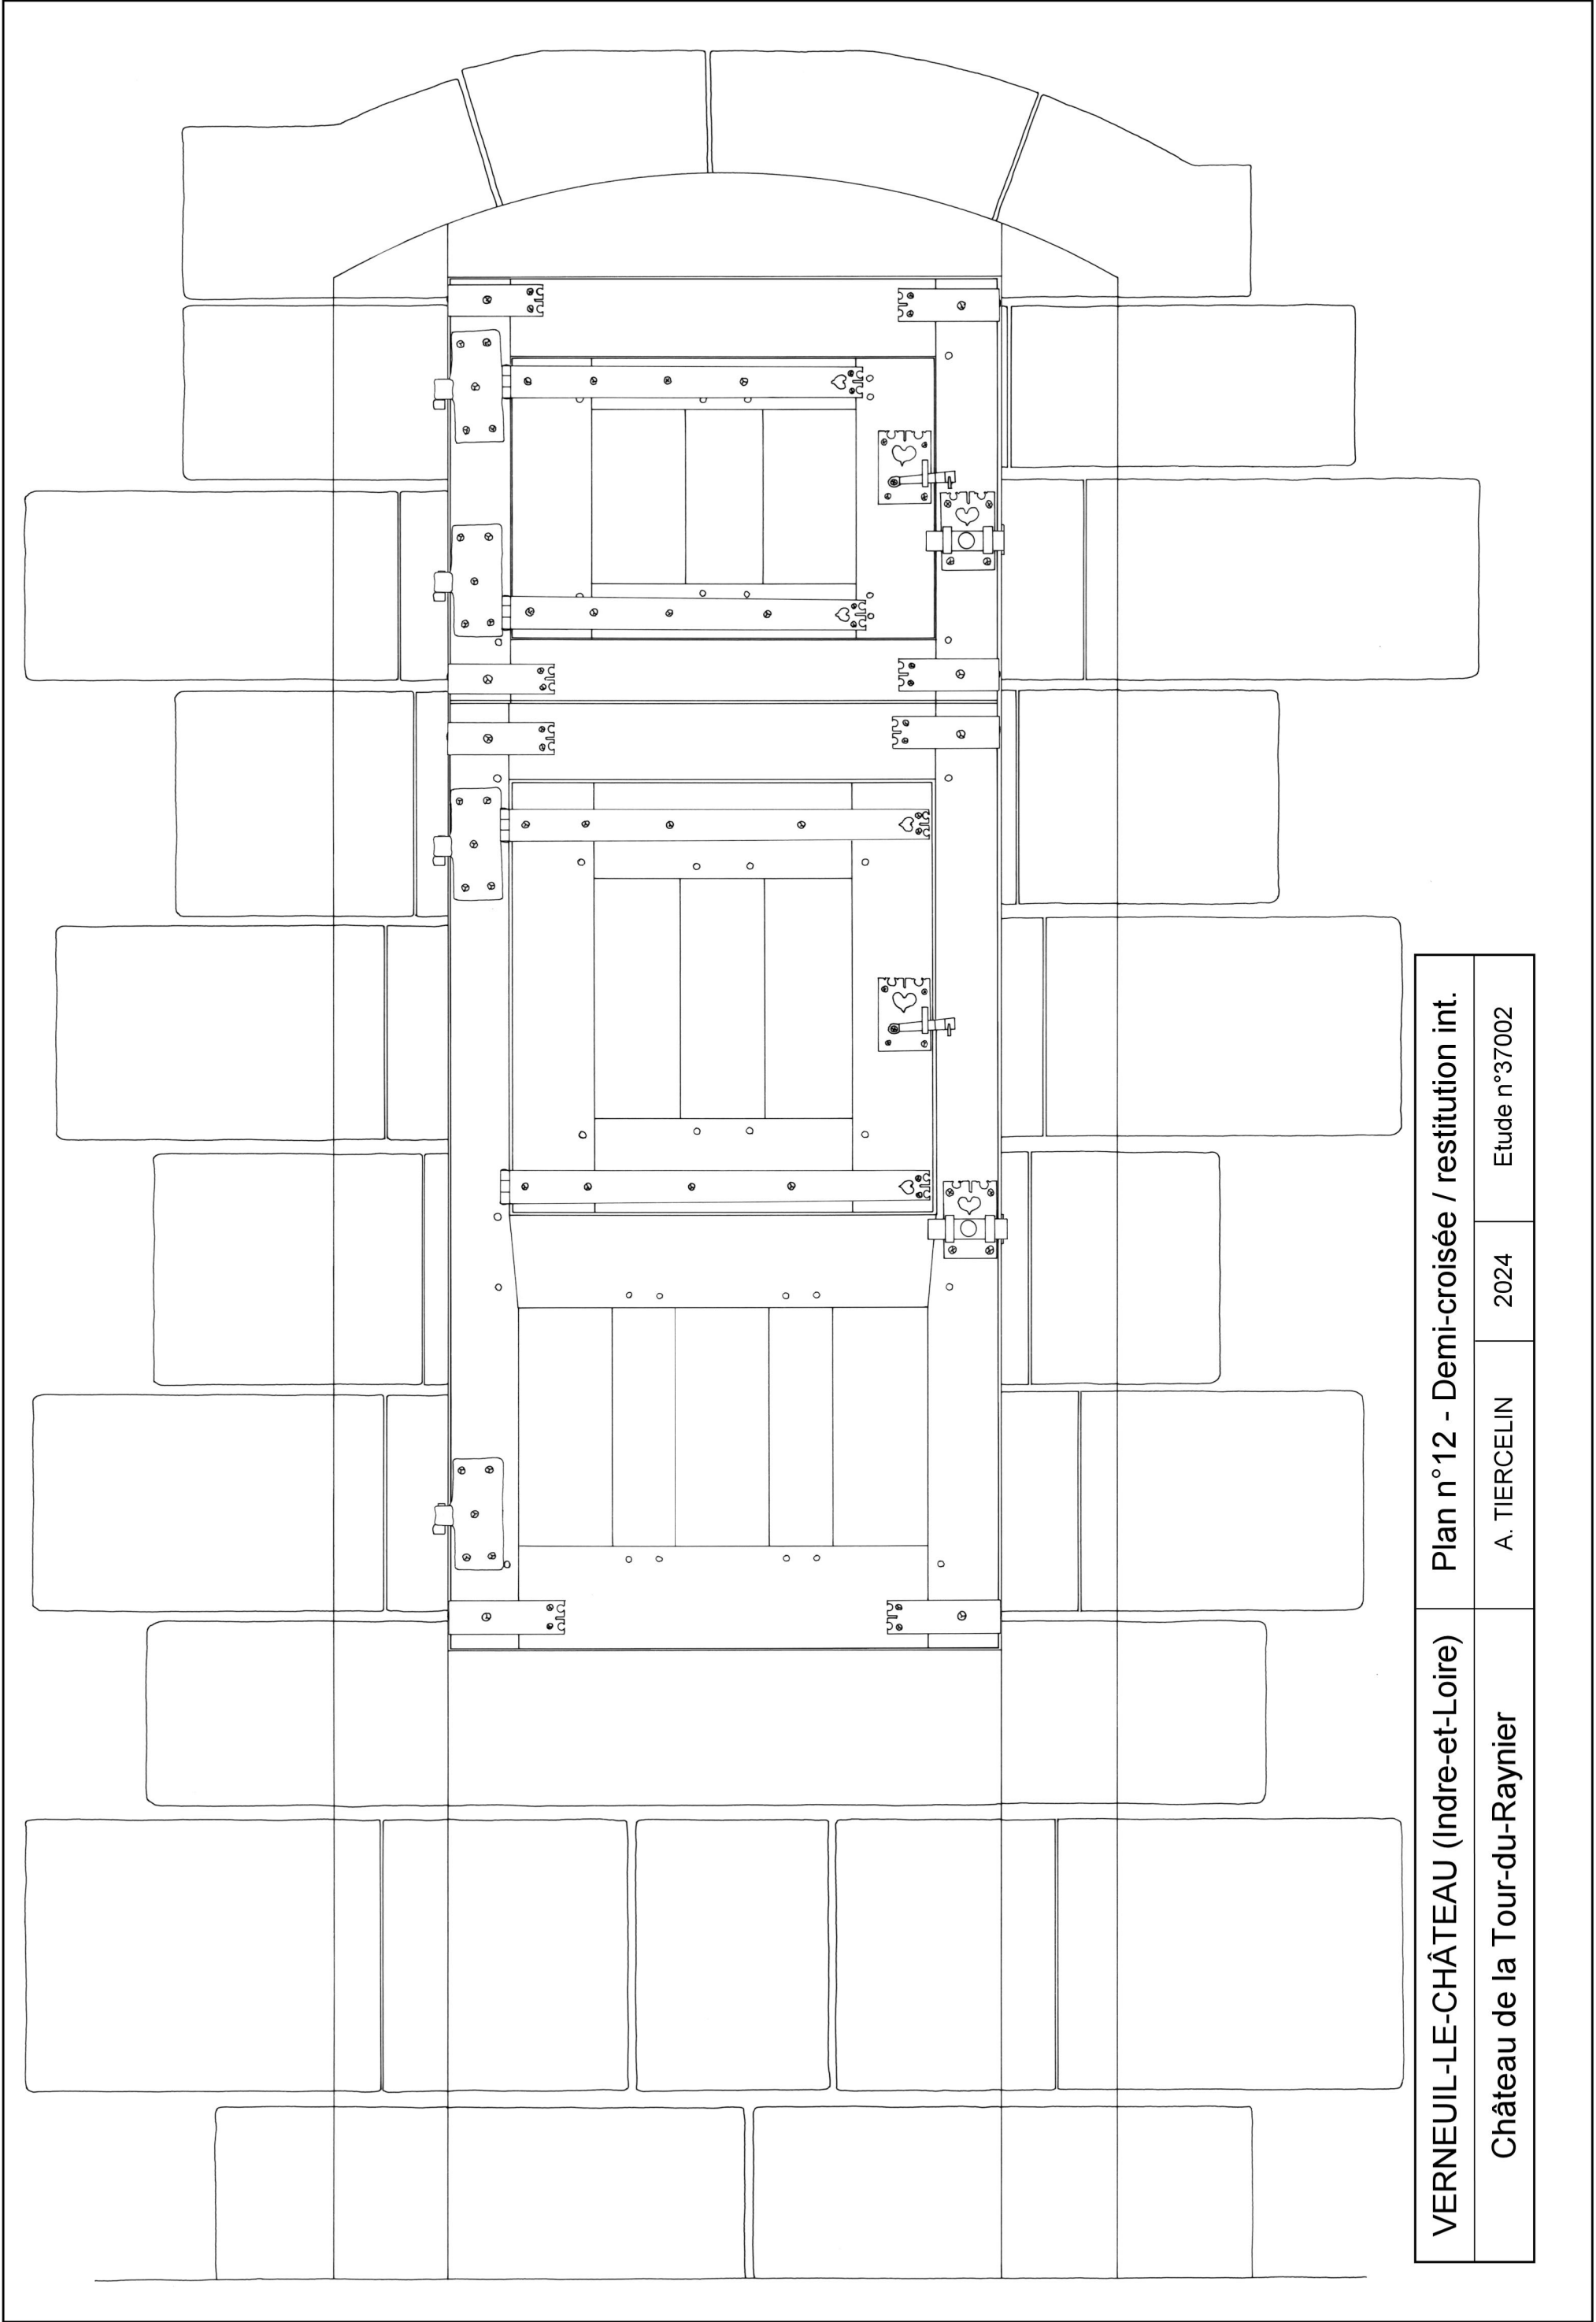 VERNEUIL-LE-CHÂTEAU (Indre-et-Loire)
Plan n°12 - Demi-croisée / restitution int.
Château de la Tour-du-Raynier
A. TIERCELIN
2024
Etude n°37002